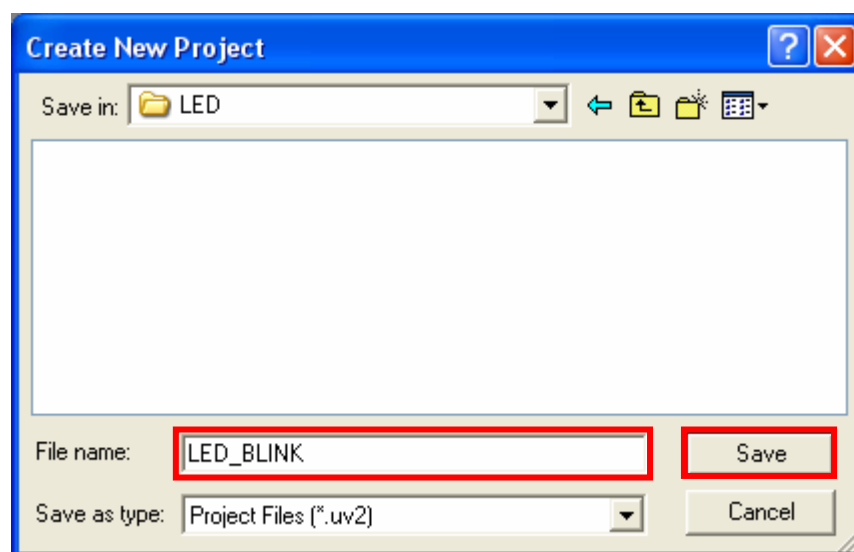 Create New Project
Save in: LED
File name: LED_BLINK Save
Save as type: Project Files (*.uv2) Cancel